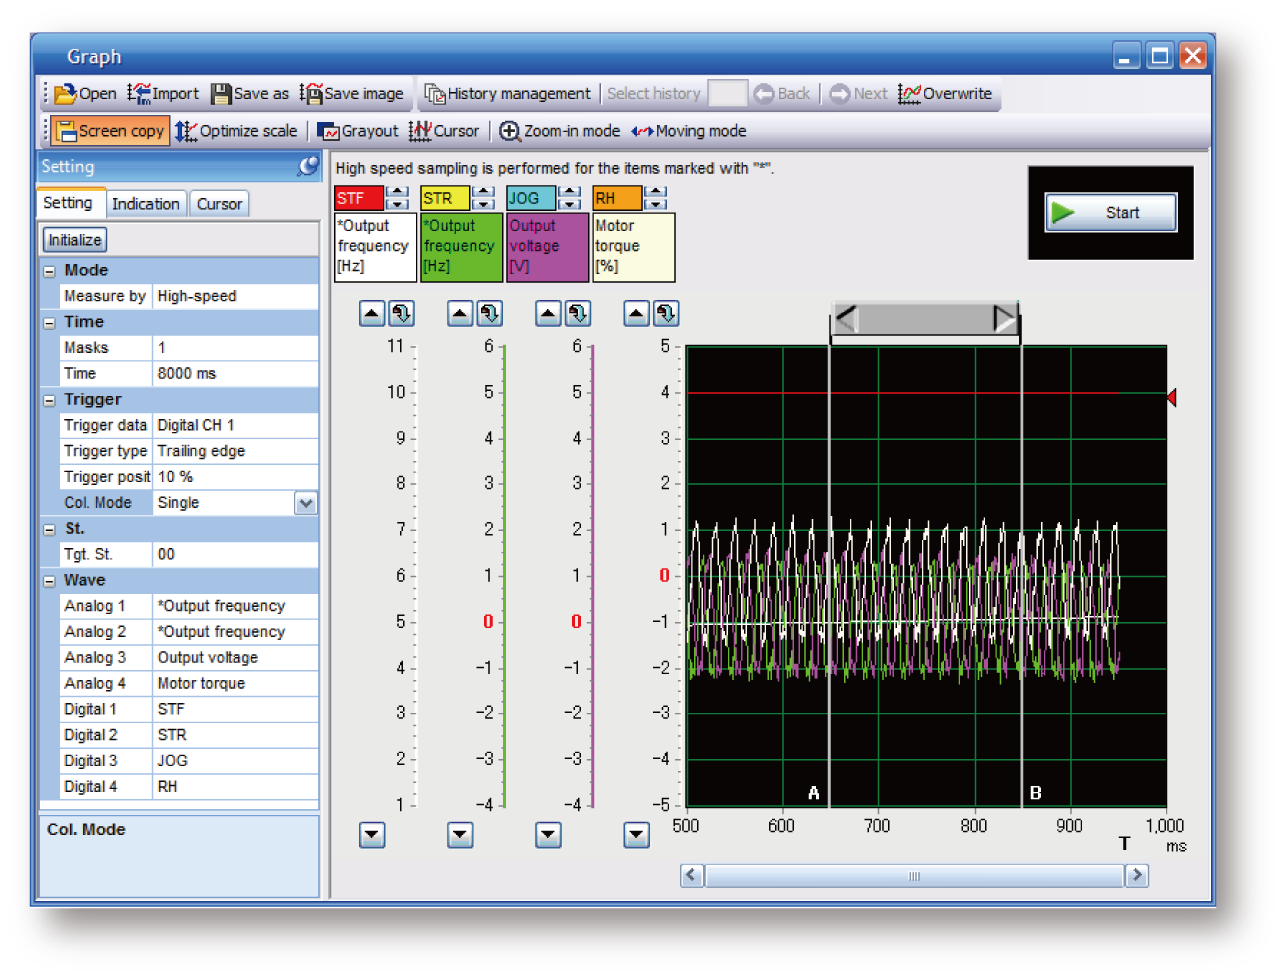 Graph
Open Import Save as Save image History management Select history Back Next Overwrite
Screen copy Optimize scale Grayout Cursor Zoom-in mode Moving mode
Setting
Setting Indication Cursor
Initialize
Mode
Measure by High-speed
Time
Masks 1
Time 8000 ms
Trigger
Trigger data Digital CH 1
Trigger type Trailing edge
Trigger posit 10 %
Col. Mode Single
St.
Tgt. St. 00
Wave
Analog 1 *Output frequency
Analog 2 *Output frequency
Analog 3 Output voltage
Analog 4 Motor torque
Digital 1 STF
Digital 2 STR
Digital 3 JOG
Digital 4 RH
Col. Mode
High speed sampling is performed for the items marked with "*".
STF STR JOG RH
*Output *Output Output Motor
frequency frequency voltage torque
[Hz] [Hz] [V] [%]
Start
11 6 6 5
10 5 5 4
9 4 4 3
8 3 3 2
7 2 2 1
6 1 1 0
5 0 0 -1
4 -1 -1 -2
3 -2 -2 -3
2 -3 -3 -4
1 -4 -4 -5
A B
500 600 700 800 900 1,000
T ms